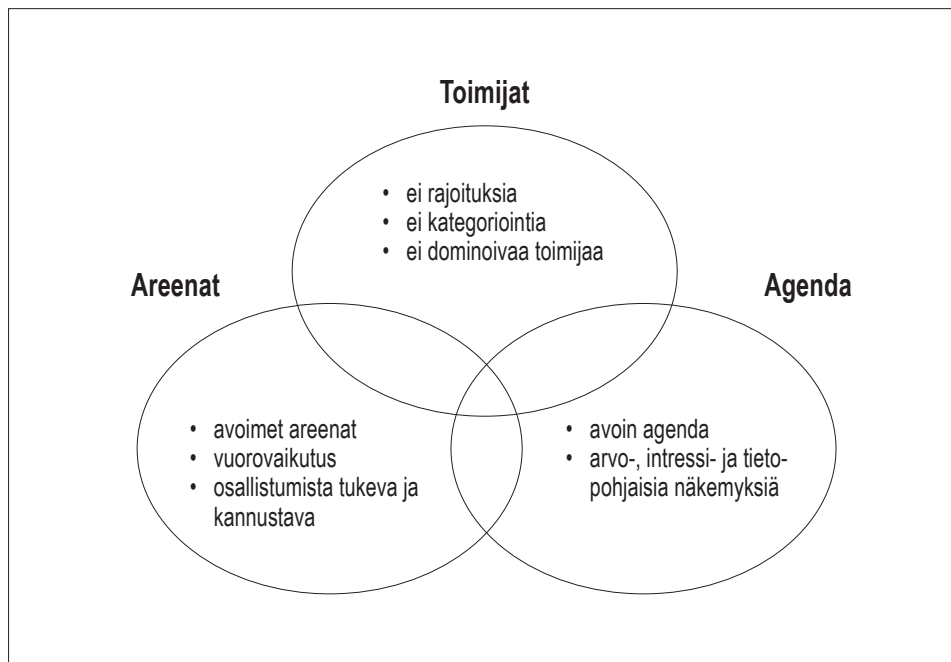 Toimijat
• ei rajoituksia
• ei kategoriointia
• ei dominoivaa toimijaa
Areenat
Agenda
• avoimet areenat
• vuorovaikutus
• osallistumista tukeva ja
kannustava
• avoin agenda
• arvo-, intressi- ja tieto-
pohjaisia näkemyksiä